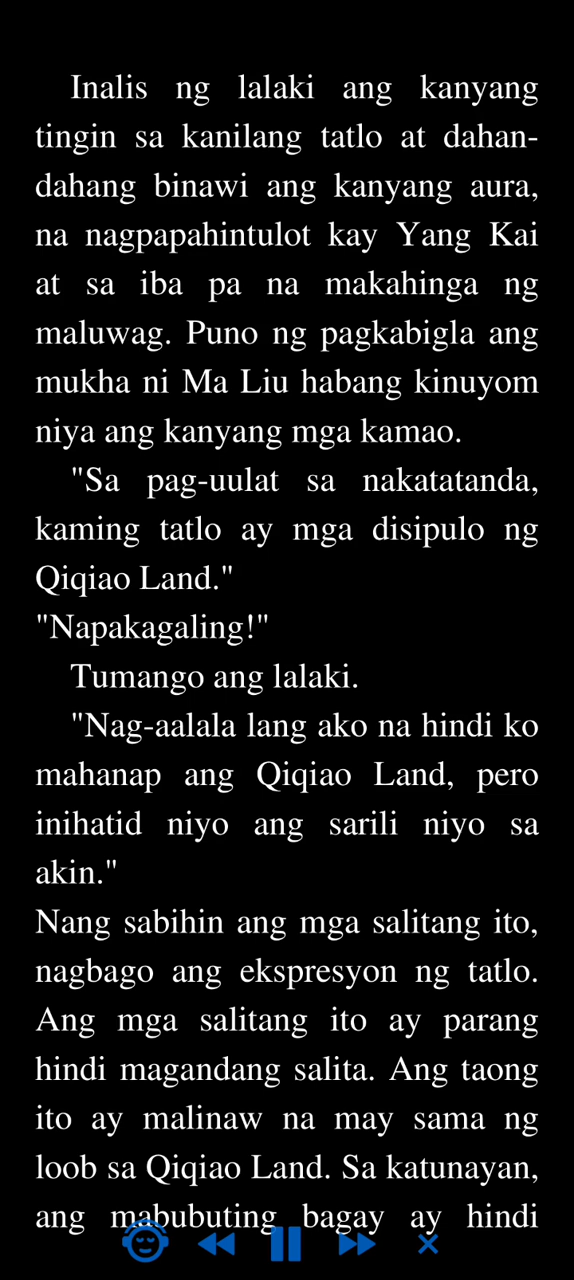 Inalis ng lalaki ang kanyang
tingin sa kanilang tatlo at dahan-
dahang binawi ang kanyang aura,
na nagpapahintulot kay Yang Kai
at sa iba pa na makahinga ng
maluwag. Puno ng pagkabigla ang
mukha ni Ma Liu habang kinuyom
niya ang kanyang mga kamao.
"Sa pag-uulat sa nakatatanda,
kaming tatlo ay mga disipulo ng
Qiqiao Land."
"Napakagaling!"
Tumango ang lalaki.
"Nag-aalala lang ako na hindi ko
mahanap ang Qiqiao Land, pero
inihatid niyo ang sarili niyo sa
akin."
Nang sabihin ang mga salitang ito,
nagbago ang ekspresyon ng tatlo.
Ang mga salitang ito ay parang
hindi magandang salita. Ang taong
ito ay malinaw na may sama ng
loob sa Qiqiao Land. Sa katunayan,
ang mabubuting bagay ay hindi